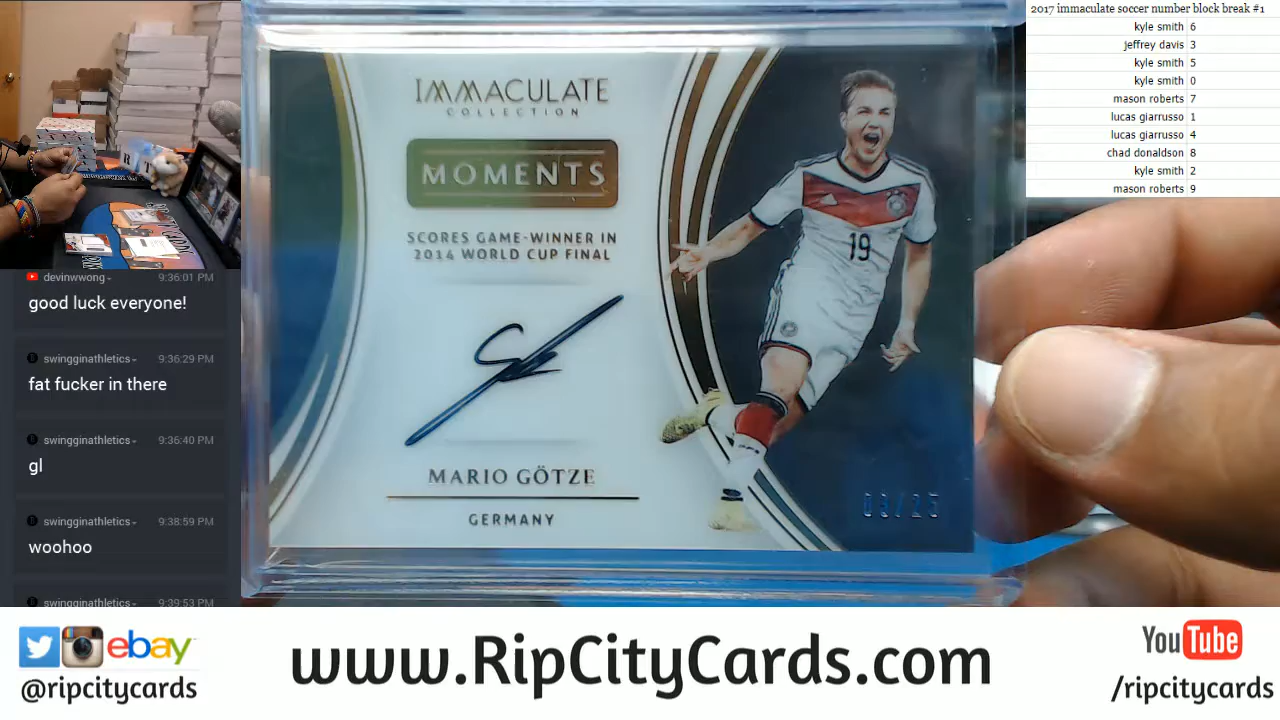 2017 immaculate soccer number block break #1
kyle smith 6
jeffrey davis 3
kyle smith 5
kyle smith 0
mason roberts 7
lucas giarrusso 1
lucas giarrusso 4
chad donaldson 8
kyle smith 2
mason roberts 9
devinwwong 9:36:01 PM
good luck everyone!
swingginathletics 9:36:29 PM
fat fucker in there
swingginathletics 9:36:40 PM
gl
swingginathletics 9:38:59 PM
woohoo
swingginathletics 9:39:53 PM
IMMACULATE
COLLECTION
MOMENTS
SCORES GAME-WINNER IN
2014 WORLD CUP FINAL
MARIO GÖTZE
GERMANY
19
ebay
@ripcitycards
www.RipCityCards.com
YouTube
/ripcitycards